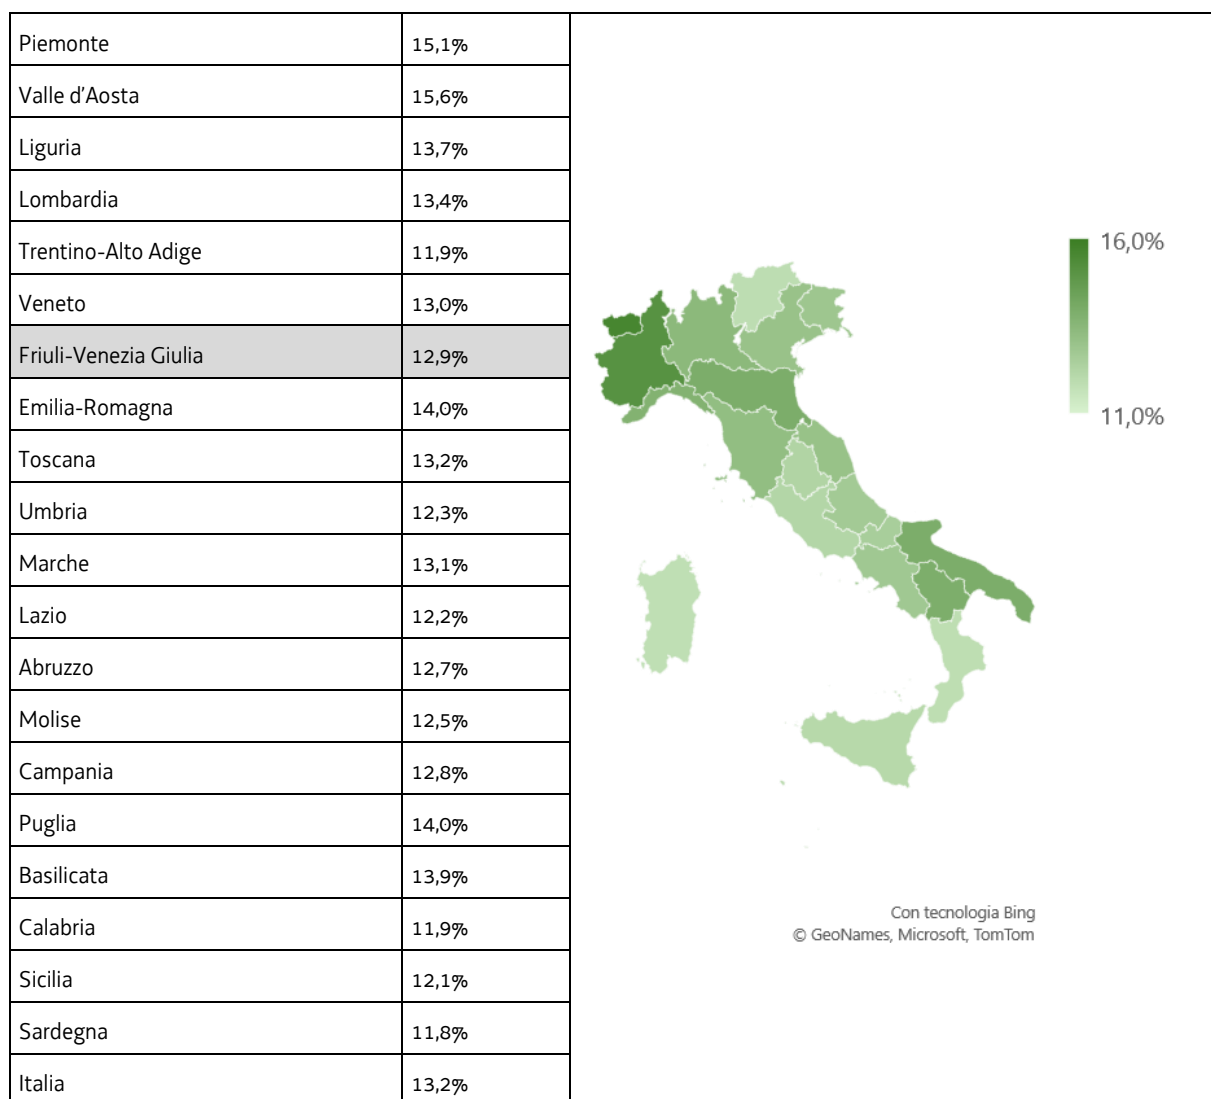 Piemonte 15,1%
Valle d’Aosta 15,6%
Liguria 13,7%
Lombardia 13,4%
Trentino-Alto Adige 11,9%
Veneto 13,0%
Friuli-Venezia Giulia 12,9%
Emilia-Romagna 14,0%
Toscana 13,2%
Umbria 12,3%
Marche 13,1%
Lazio 12,2%
Abruzzo 12,7%
Molise 12,5%
Campania 12,8%
Puglia 14,0%
Basilicata 13,9%
Calabria 11,9%
Sicilia 12,1%
Sardegna 11,8%
Italia 13,2%
16,0%
11,0%
Con tecnologia Bing
© GeoNames, Microsoft, TomTom